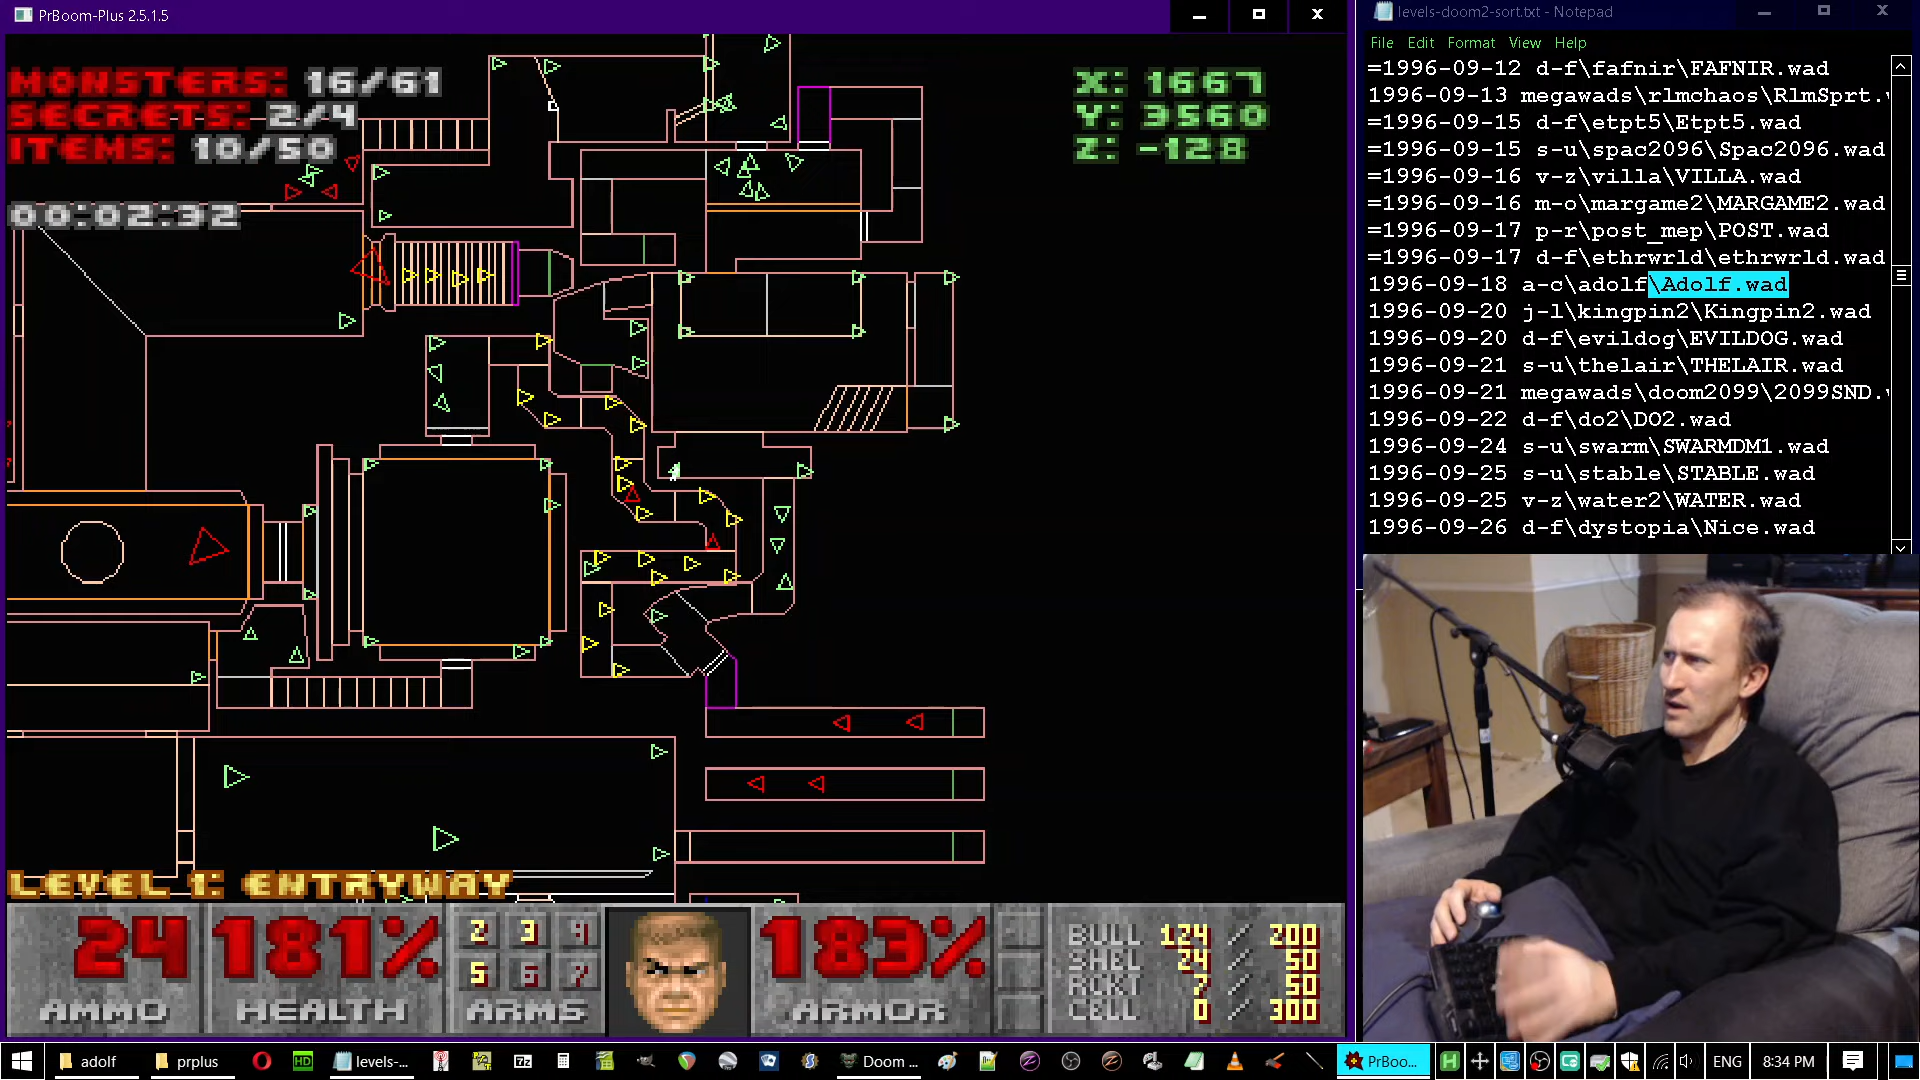 PrBoom-Plus 2.5.1.5
MONSTERS: 16/61
SECRETS: 2/4
ITEMS: 10/50
00:02:32
X: 1667
Y: 3560
Z: -128
LEVEL 1: ENTRYWAY
24
AMMO
181%
HEALTH
2 3 4
5 6 7
ARMS
183%
ARMOR
BULL 124 / 200
SHEL 24 / 50
RCKT 7 / 50
CELL 0 / 300
levels-doom2-sort.txt - Notepad
File Edit Format View Help
=1996-09-12 d-f\fafnir\FAFNIR.wad
1996-09-13 megawads\rlmchaos\RlmSprt.
=1996-09-15 d-f\etpt5\Etpt5.wad
=1996-09-15 s-u\spac2096\Spac2096.wad
=1996-09-16 v-z\villa\VILLA.wad
=1996-09-16 m-o\margame2\MARGAME2.wad
=1996-09-17 p-r\post_mep\POST.wad
=1996-09-17 d-f\ethrwrld\ethrwrld.wad
1996-09-18 a-c\adolf\Adolf.wad
1996-09-20 j-l\kingpin2\Kingpin2.wad
1996-09-20 d-f\evildog\EVILDOG.wad
1996-09-21 s-u\thelair\THELAIR.wad
1996-09-21 megawads\doom2099\2099SND.
1996-09-22 d-f\do2\DO2.wad
1996-09-24 s-u\swarm\SWARMDM1.wad
1996-09-25 s-u\stable\STABLE.wad
1996-09-25 v-z\water2\WATER.wad
1996-09-26 d-f\dystopia\Nice.wad
adolf
prplus
HD
levels-...
7z
Doom ...
PrBoo...
ENG
8:34 PM